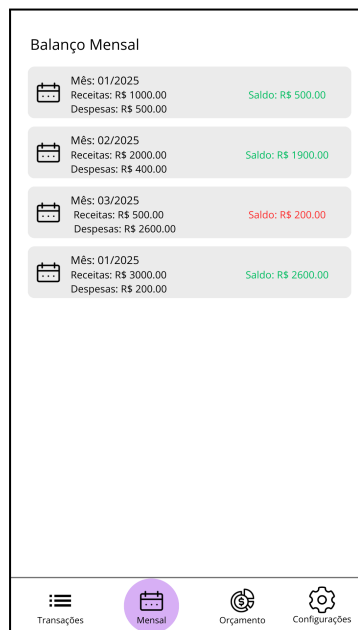 Balanço Mensal
Mês: 01/2025
Receitas: R$ 1000.00
Saldo: R$ 500.00
Despesas: R$ 500.00
Mês: 02/2025
Receitas: R$ 2000.00
Saldo: R$ 1900.00
Despesas: R$ 400.00
Mês: 03/2025
Receitas: R$ 500.00
Saldo: R$ 200.00
Despesas: R$ 2600.00
Mês: 01/2025
Receitas: R$ 3000.00
Saldo: R$ 2600.00
Despesas: R$ 200.00
Transações
Mensal
Orçamento
Configurações